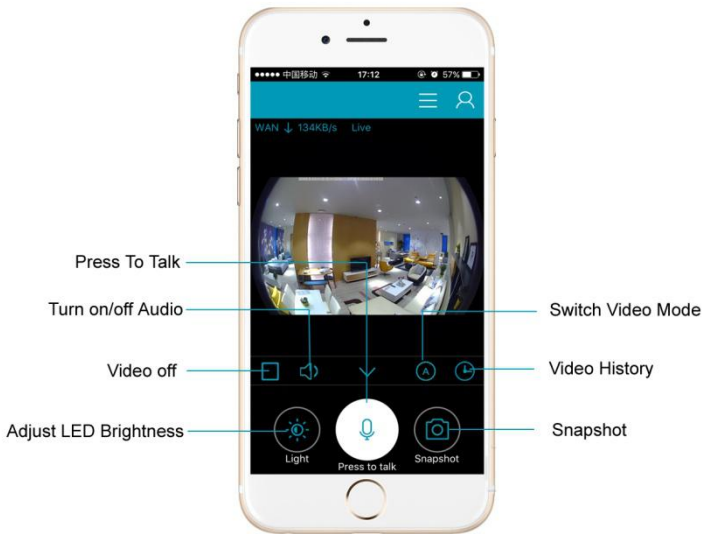 中国移动 17:12 57%
WAN ↓ 134KB/s Live
Press To Talk
Turn on/off Audio
Switch Video Mode
Video off
A
Video History
Adjust LED Brightness
Snapshot
Light
Press to talk
Snapshot